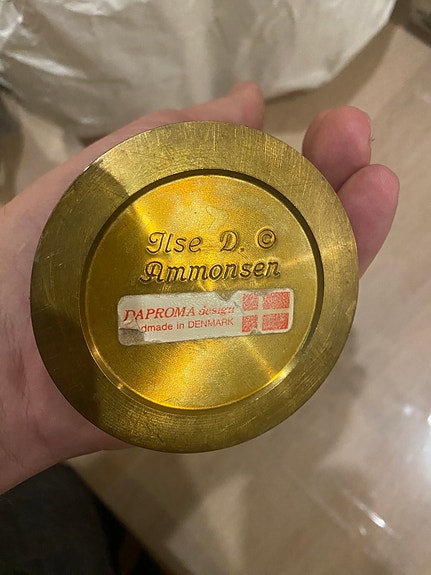 Ilse D. ©
Ammonsen
DAPROMA design
dmade in DENMARK